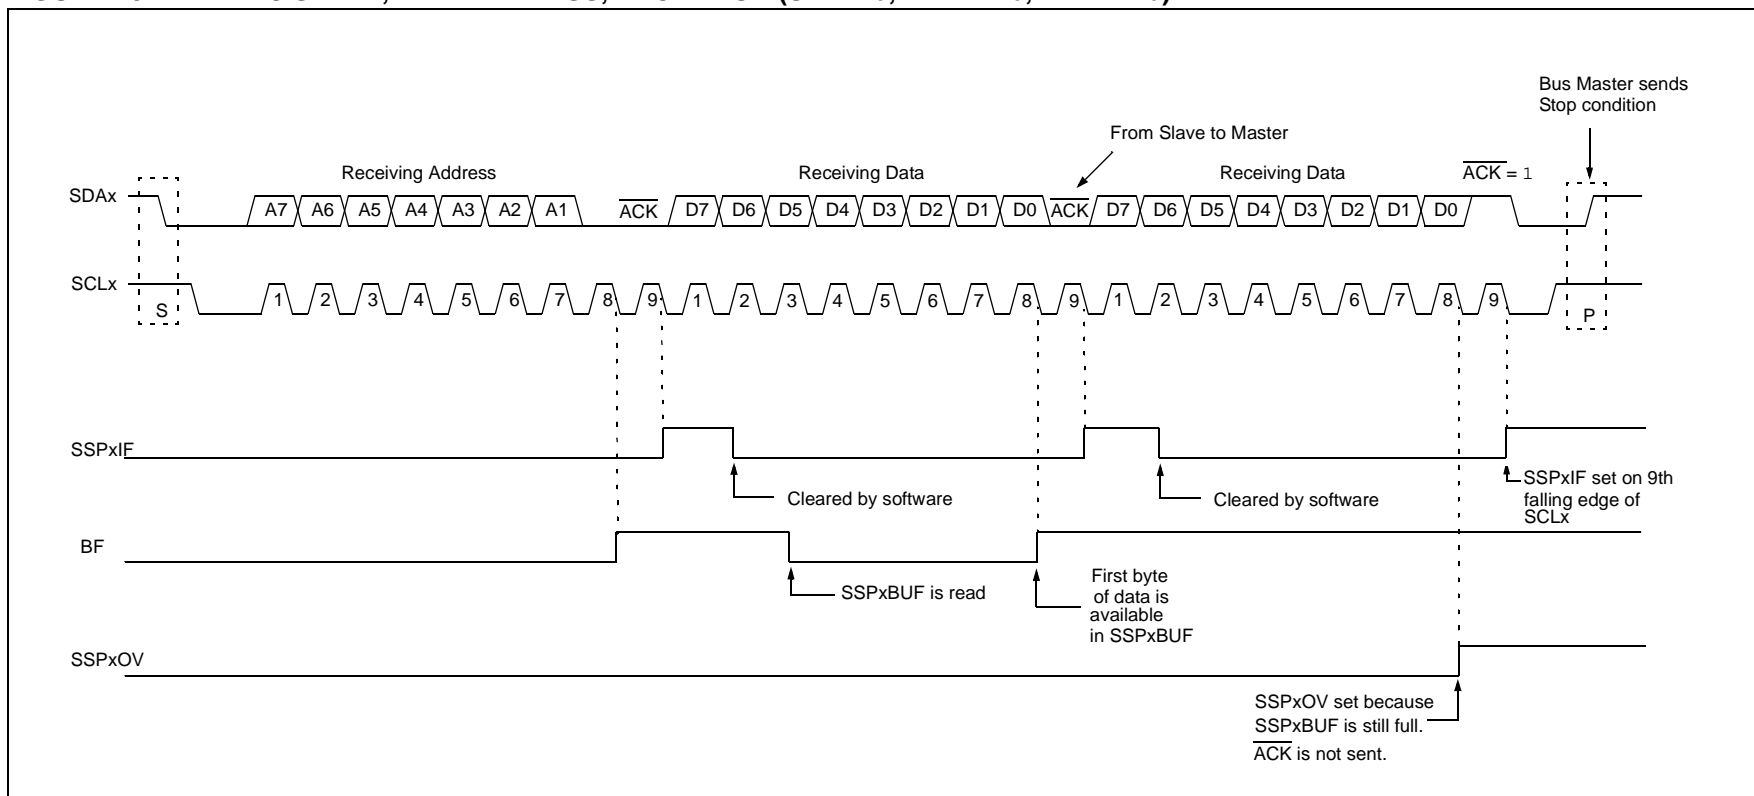 Bus Master sends
Stop condition
From Slave to Master
Receiving Address
Receiving Data
Receiving Data
ACK = 1
SDAx
A7 A6 A5 A4 A3 A2 A1 ACK D7 D6 D5 D4 D3 D2 D1 D0 ACK D7 D6 D5 D4 D3 D2 D1 D0
SCLx
S
1 2 3 4 5 6 7 8 9 1 2 3 4 5 6 7 8 9 1 2 3 4 5 6 7 8 9
P
SSPxIF
Cleared by software
Cleared by software
SSPxIF set on 9th
falling edge of
SCLx
BF
SSPxBUF is read
First byte
of data is
available
in SSPxBUF
SSPxOV
SSPxOV set because
SSPxBUF is still full.
ACK is not sent.